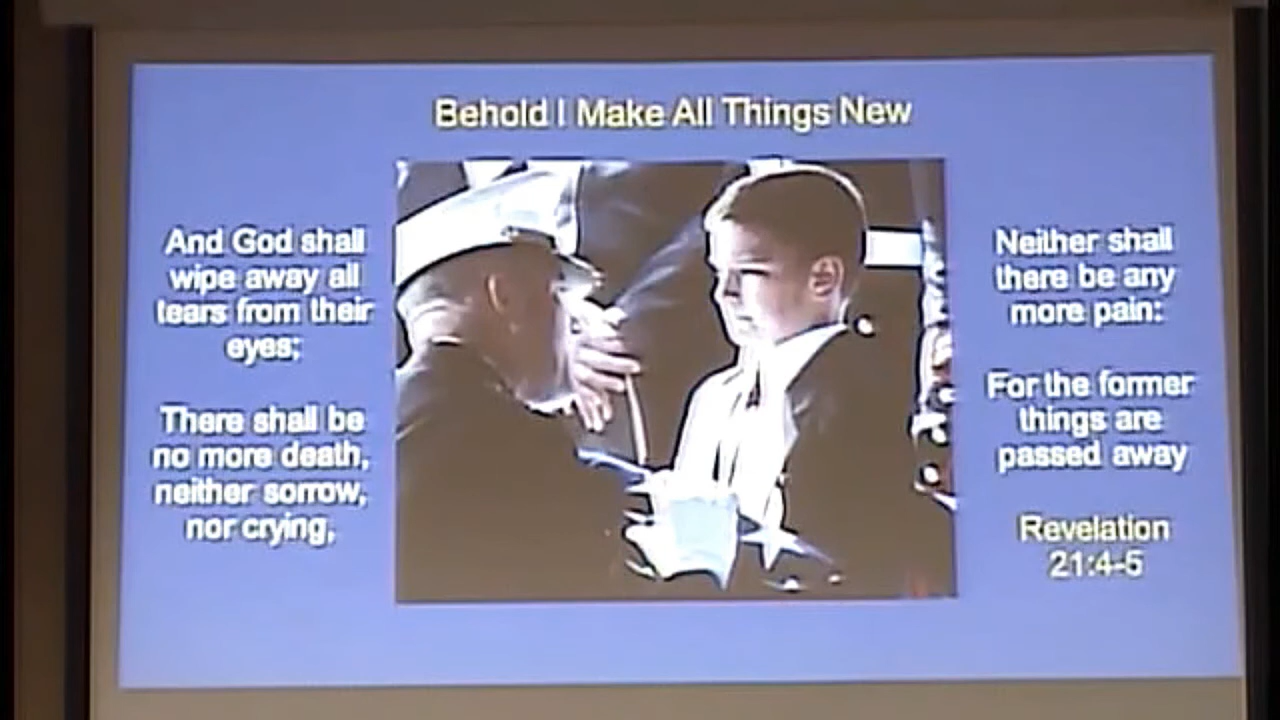 Behold I Make All Things New
And God shall
wipe away all
tears from their
eyes;
There shall be
no more death,
neither sorrow,
nor crying,
Neither shall
there be any
more pain:
For the former
things are
passed away
Revelation
21:4-5